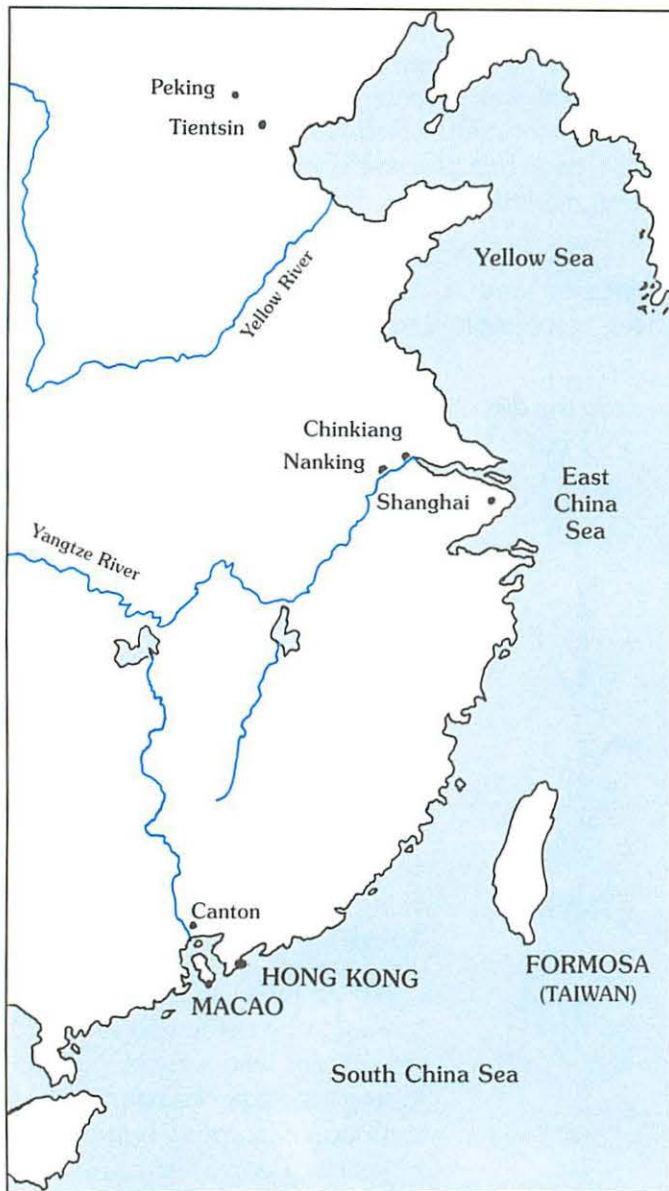 Peking
Tientsin
Yellow Sea
Yellow River
Chinkiang
Nanking
Shanghai
East
China
Sea
Yangtze River
Canton
HONG KONG
MACAO
FORMOSA
(TAIWAN)
South China Sea